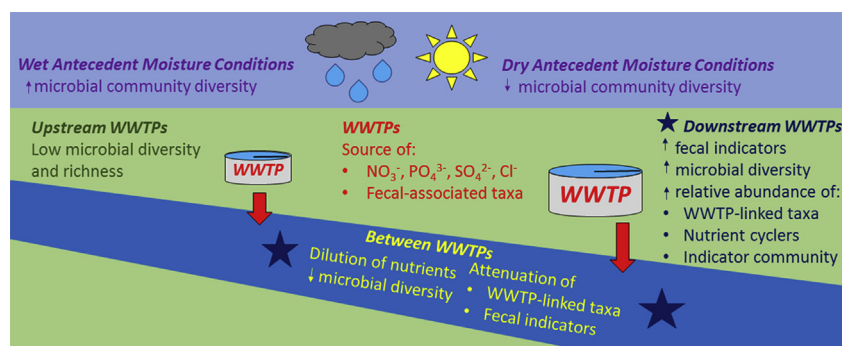 Wet Antecedent Moisture Conditions
↑microbial community diversity
Dry Antecedent Moisture Conditions
↓ microbial community diversity
Upstream WWTPs
Low microbial diversity
and richness
WWTP
WWTPs
Source of:
• NO₃⁻, PO₄³⁻, SO₄²⁻, Cl⁻
• Fecal-associated taxa
WWTP
Downstream WWTPs
↑ fecal indicators
↑ microbial diversity
↑ relative abundance of:
• WWTP-linked taxa
• Nutrient cyclers
• Indicator community
Between WWTPs
Dilution of nutrients
↓ microbial diversity
Attenuation of
• WWTP-linked taxa
• Fecal indicators